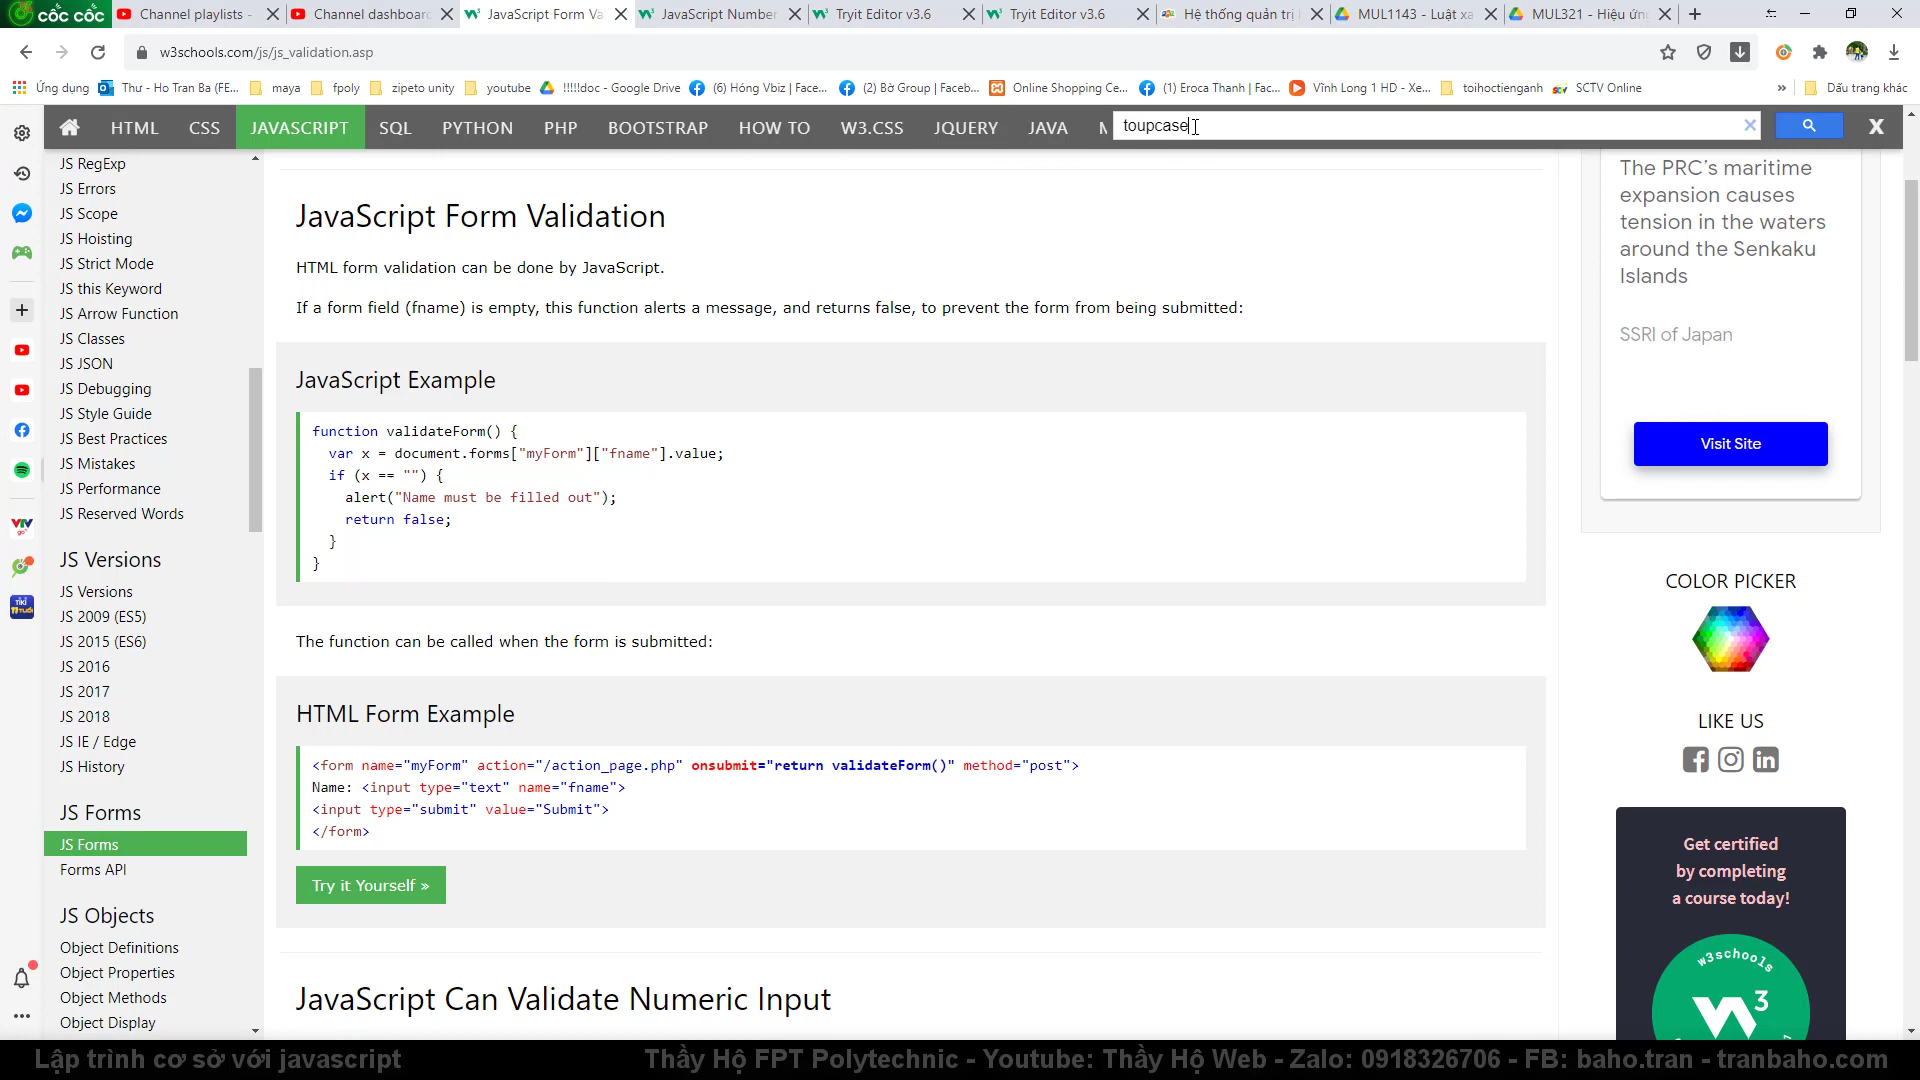 cốc cốc
Channel playlists -
Channel dashboard
JavaScript Form Va
JavaScript Number
Tryit Editor v3.6
Tryit Editor v3.6
Hệ thống quản trị
MUL1143 - Luật xa
MUL321 - Hiệu ứng
w3schools.com/js/js_validation.asp
Ứng dụng
Thư - Ho Tran Ba (FE...
maya
fpoly
zipeto unity
youtube
!!!!!doc - Google Drive
(6) Hóng Vbiz | Face...
(2) Bờ Group | Faceb...
Online Shopping Ce...
(1) Eroca Thanh | Fac...
Vĩnh Long 1 HD - Xe...
toihoctienganh
SCTV Online
»
Dấu trang khác
HTML
CSS
JAVASCRIPT
SQL
PYTHON
PHP
BOOTSTRAP
HOW TO
W3.CSS
JQUERY
JAVA
toupcase
X
JS RegExp
JS Errors
JS Scope
JS Hoisting
JS Strict Mode
JS this Keyword
JS Arrow Function
JS Classes
JS JSON
JS Debugging
JS Style Guide
JS Best Practices
JS Mistakes
JS Performance
JS Reserved Words
JS Versions
JS Versions
JS 2009 (ES5)
JS 2015 (ES6)
JS 2016
JS 2017
JS 2018
JS IE / Edge
JS History
JS Forms
JS Forms
Forms API
JS Objects
Object Definitions
Object Properties
Object Methods
Object Display
JavaScript Form Validation
HTML form validation can be done by JavaScript.
If a form field (fname) is empty, this function alerts a message, and returns false, to prevent the form from being submitted:
JavaScript Example
function validateForm() {
var x = document.forms["myForm"]["fname"].value;
if (x == "") {
alert("Name must be filled out");
return false;
}
}
The function can be called when the form is submitted:
HTML Form Example
<form name="myForm" action="/action_page.php" onsubmit="return validateForm()" method="post">
Name: <input type="text" name="fname">
<input type="submit" value="Submit">
</form>
Try it Yourself »
JavaScript Can Validate Numeric Input
The PRC's maritime
expansion causes
tension in the waters
around the Senkaku
Islands
SSRI of Japan
Visit Site
COLOR PICKER
LIKE US
Get certified
by completing
a course today!
w3schools
W3
VTV
go
TIKI
Lập trình cơ sở với javascript
Thầy Hộ FPT Polytechnic - Youtube: Thầy Hộ Web - Zalo: 0918326706 - FB: baho.tran - tranbaho.com